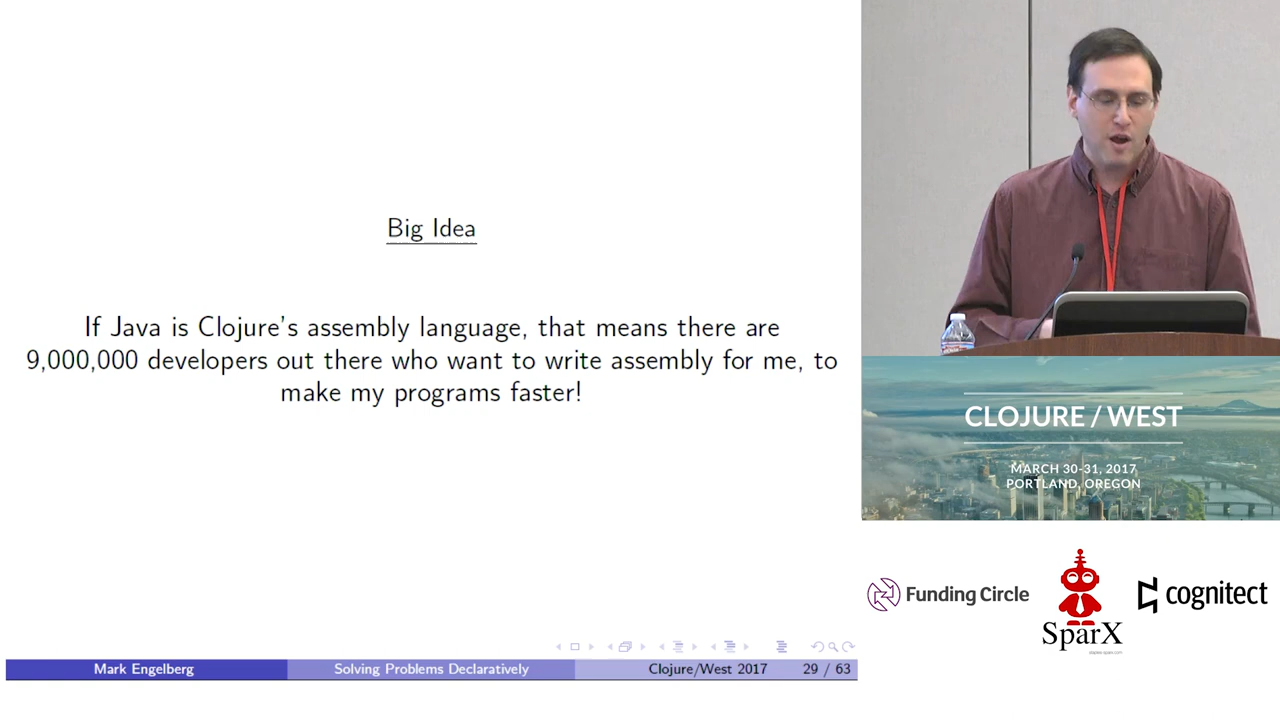 Big Idea
If Java is Clojure's assembly language, that means there are
9,000,000 developers out there who want to write assembly for me, to
make my programs faster!
Mark Engelberg
Solving Problems Declaratively
Clojure/West 2017
29 / 63
CLOJURE / WEST
MARCH 30-31, 2017
PORTLAND, OREGON
Funding Circle
SparX
cognitect